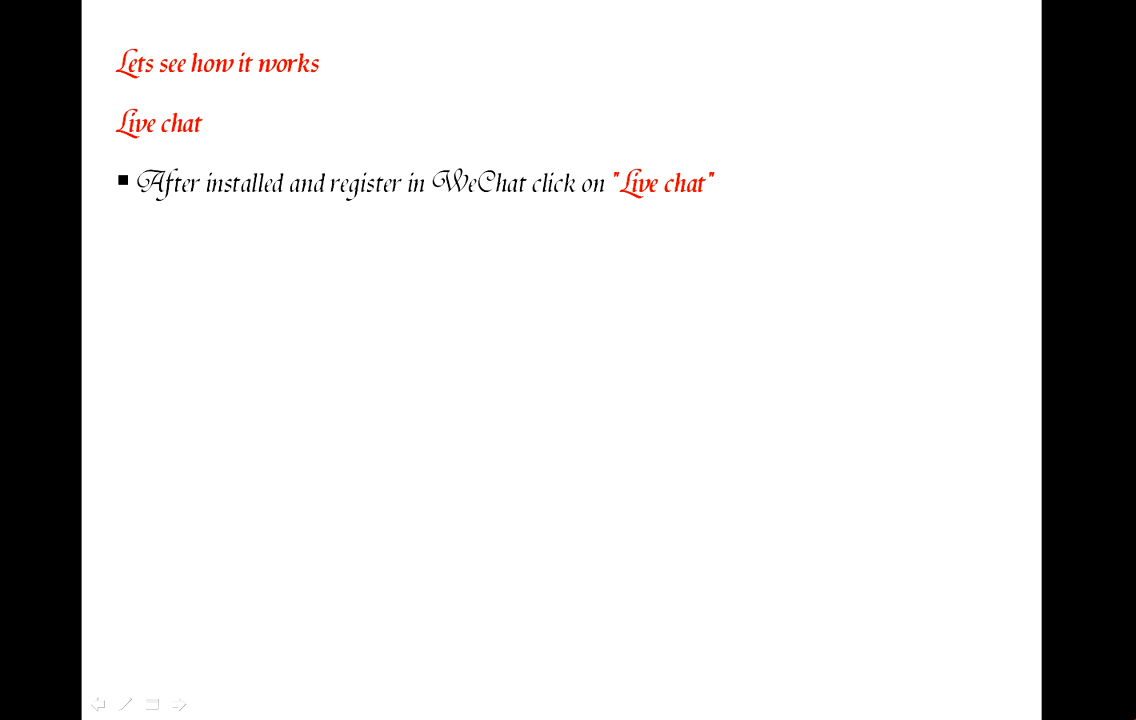 Lets see how it works
Live chat
▪ After installed and register in WeChat click on "Live chat"